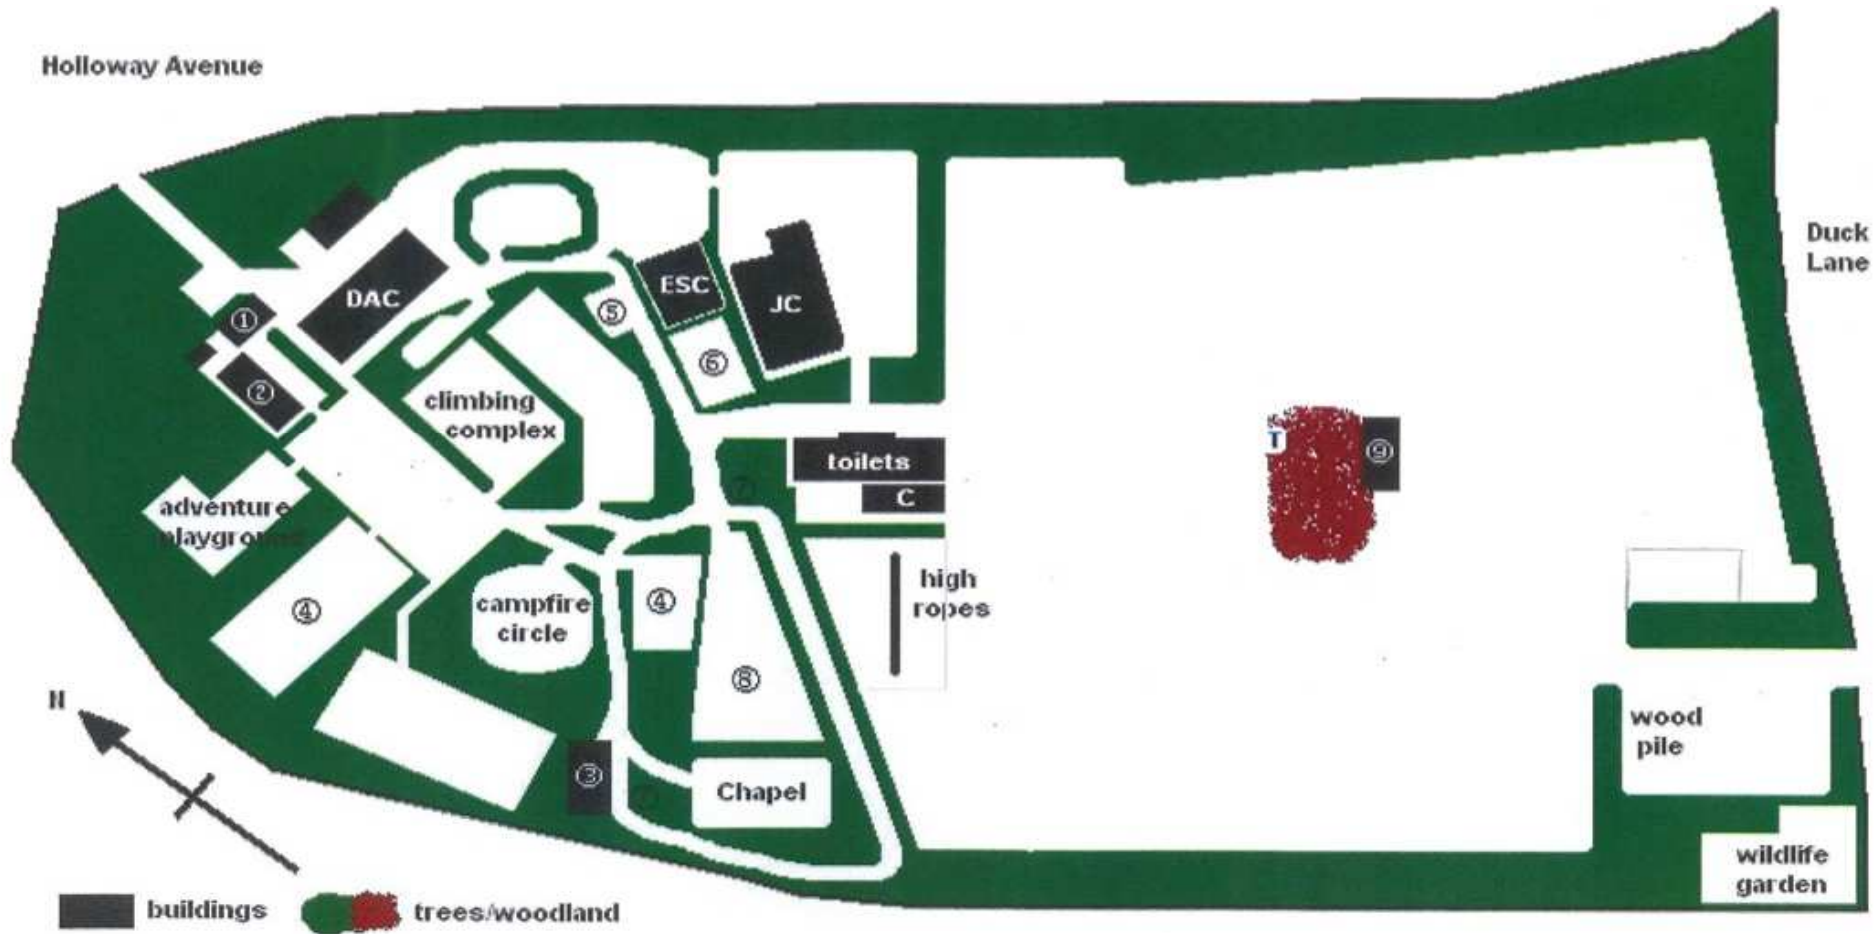 Holloway Avenue
Duck
Lane
DAC
ESC
JC
①
②
⑤
⑥
climbing
complex
T
⑨
toilets
C
⑦
adventure
playground
④
campfire
circle
④
high
ropes
⑧
N
③
Chapel
wood
pile
wildlife
garden
buildings
trees/woodland